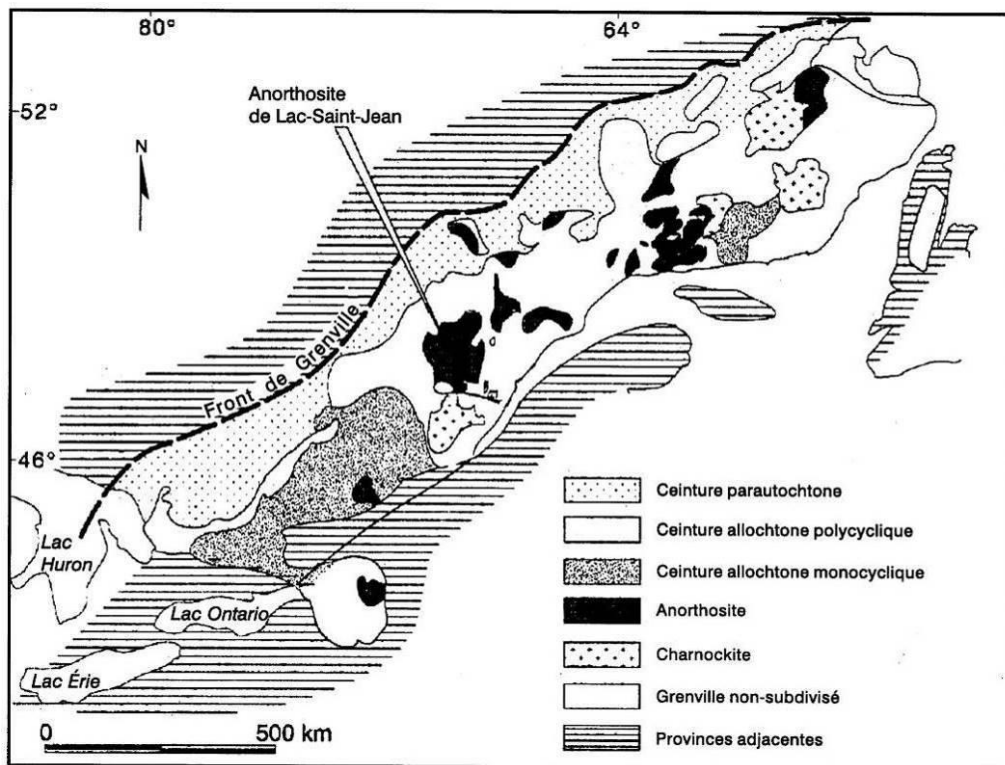 80°
64°
52°
46°
Anorthosite
de Lac-Saint-Jean
N
Front de Grenville
Lac
Huron
Lac Ontario
Lac Érie
0 500 km
Ceinture parautochtone
Ceinture allochtone polycyclique
Ceinture allochtone monocyclique
Anorthosite
Charnockite
Grenville non-subdivisé
Provinces adjacentes